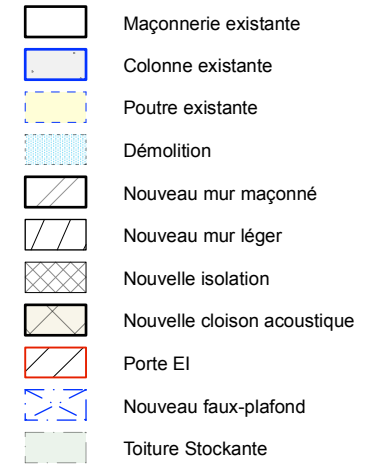 Maçonnerie existante
Colonne existante
Poutre existante
Démolition
Nouveau mur maçonné
Nouveau mur léger
Nouvelle isolation
Nouvelle cloison acoustique
Porte EI
Nouveau faux-plafond
Toiture Stockante